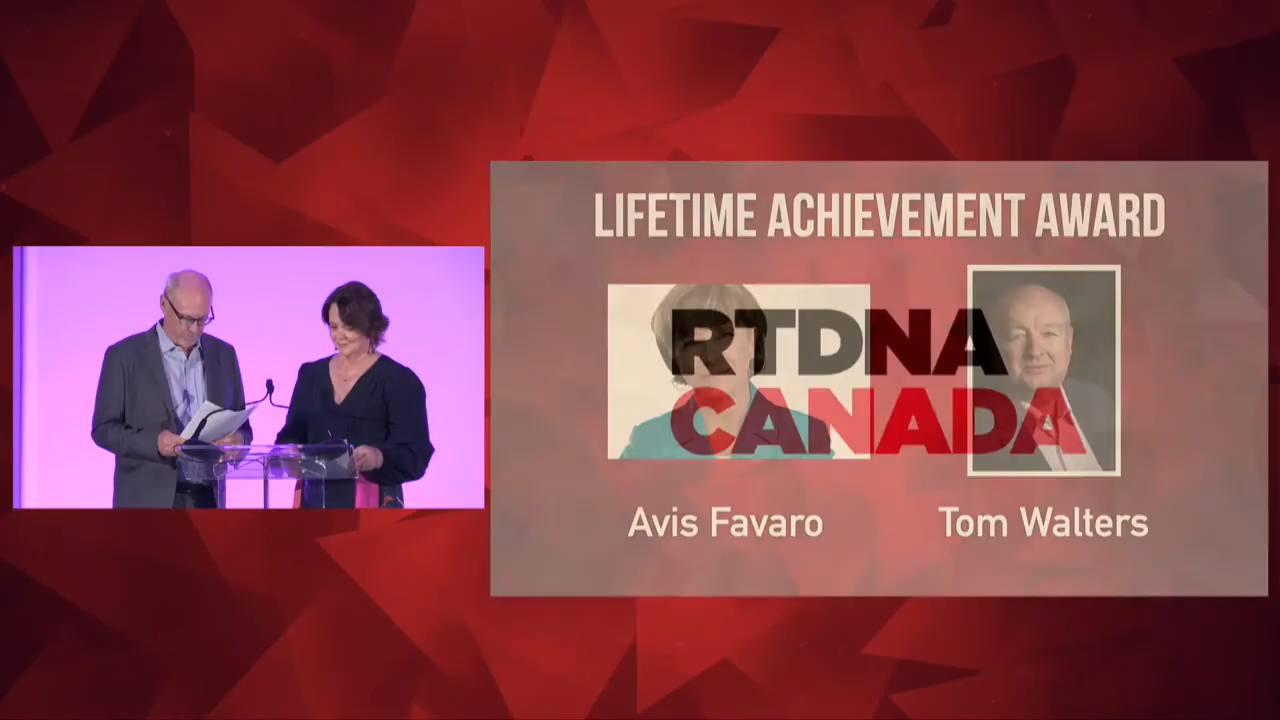 LIFETIME ACHIEVEMENT AWARD
RTDNA
CANADA
Avis Favaro
Tom Walters